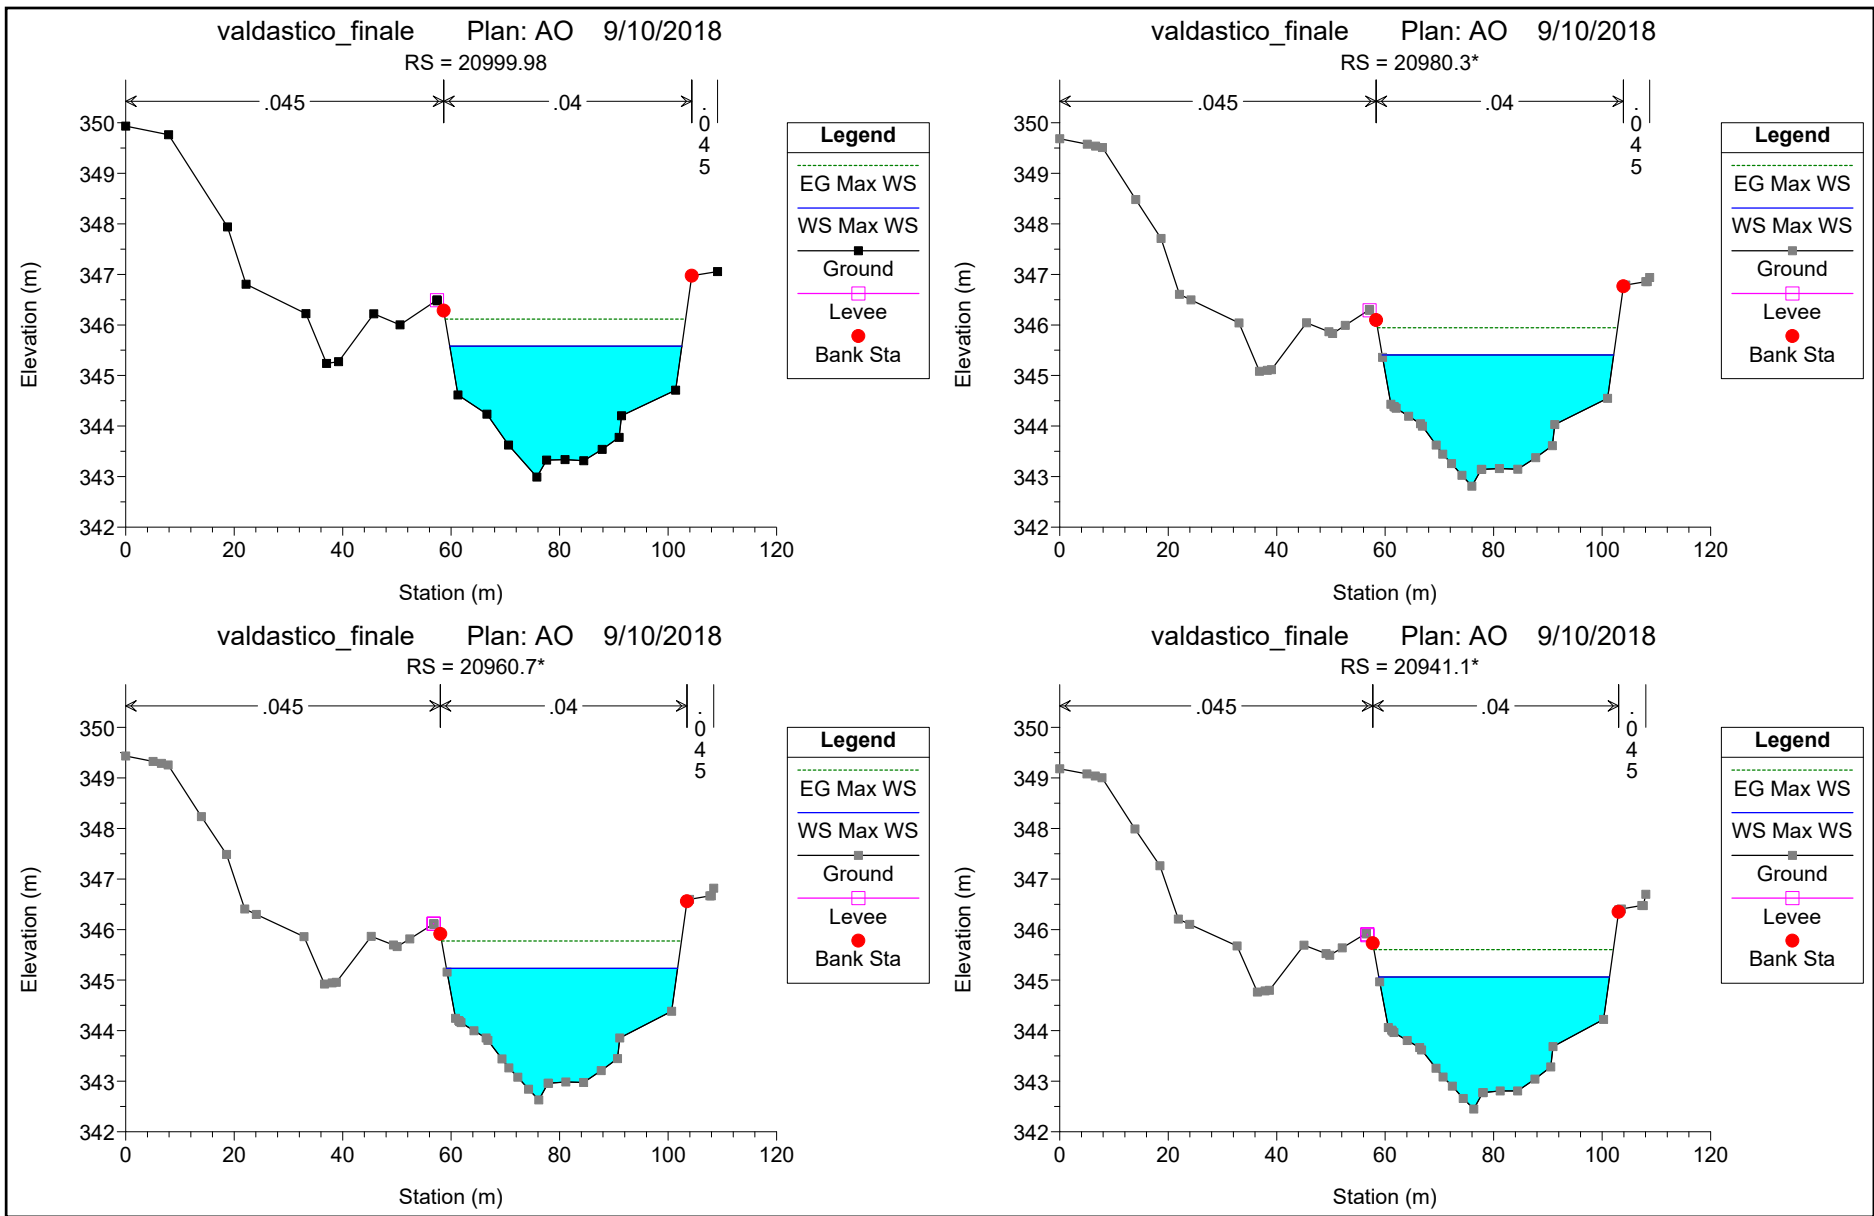 valdastico_finale Plan: AO 9/10/2018
RS = 20999.98
.045
.04
.
0
4
5
350
349
348
347
346
345
344
343
342
Elevation (m)
0 20 40 60 80 100 120
Station (m)
Legend
EG Max WS
WS Max WS
Ground
Levee
Bank Sta
valdastico_finale Plan: AO 9/10/2018
RS = 20980.3*
.045
.04
.
0
4
5
350
349
348
347
346
345
344
343
342
Elevation (m)
0 20 40 60 80 100 120
Station (m)
Legend
EG Max WS
WS Max WS
Ground
Levee
Bank Sta
valdastico_finale Plan: AO 9/10/2018
RS = 20960.7*
.045
.04
.
0
4
5
350
349
348
347
346
345
344
343
342
Elevation (m)
0 20 40 60 80 100 120
Station (m)
Legend
EG Max WS
WS Max WS
Ground
Levee
Bank Sta
valdastico_finale Plan: AO 9/10/2018
RS = 20941.1*
.045
.04
.
0
4
5
350
349
348
347
346
345
344
343
342
Elevation (m)
0 20 40 60 80 100 120
Station (m)
Legend
EG Max WS
WS Max WS
Ground
Levee
Bank Sta